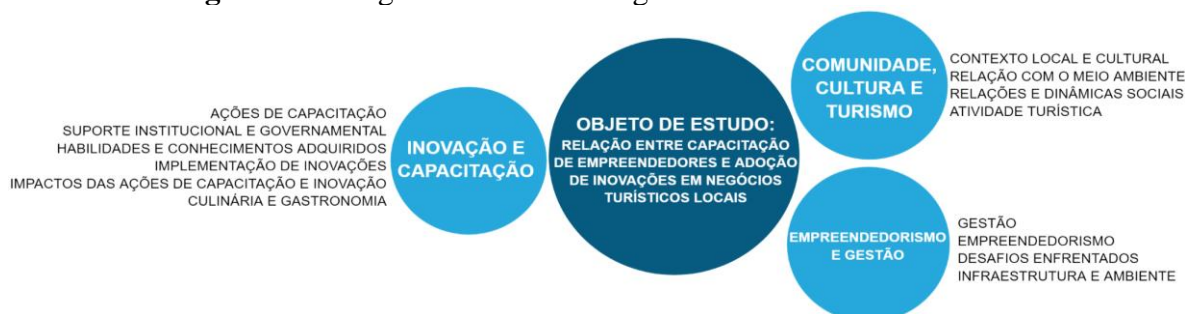 AÇÕES DE CAPACITAÇÃO
SUPORTE INSTITUCIONAL E GOVERNAMENTAL
HABILIDADES E CONHECIMENTOS ADQUIRIDOS
IMPLEMENTAÇÃO DE INOVAÇÕES
IMPACTOS DAS AÇÕES DE CAPACITAÇÃO E INOVAÇÃO
CULINÁRIA E GASTRONOMIA
INOVAÇÃO E
CAPACITAÇÃO
OBJETO DE ESTUDO:
RELAÇÃO ENTRE CAPACITAÇÃO
DE EMPREENDEDORES E ADOÇÃO
DE INOVAÇÕES EM NEGÓCIOS
TURÍSTICOS LOCAIS
COMUNIDADE,
CULTURA E
TURISMO
CONTEXTO LOCAL E CULTURAL
RELAÇÃO COM O MEIO AMBIENTE
RELAÇÕES E DINÂMICAS SOCIAIS
ATIVIDADE TURÍSTICA
EMPREENDEDORISMO
E GESTÃO
GESTÃO
EMPREENDEDORISMO
DESAFIOS ENFRENTADOS
INFRAESTRUTURA E AMBIENTE